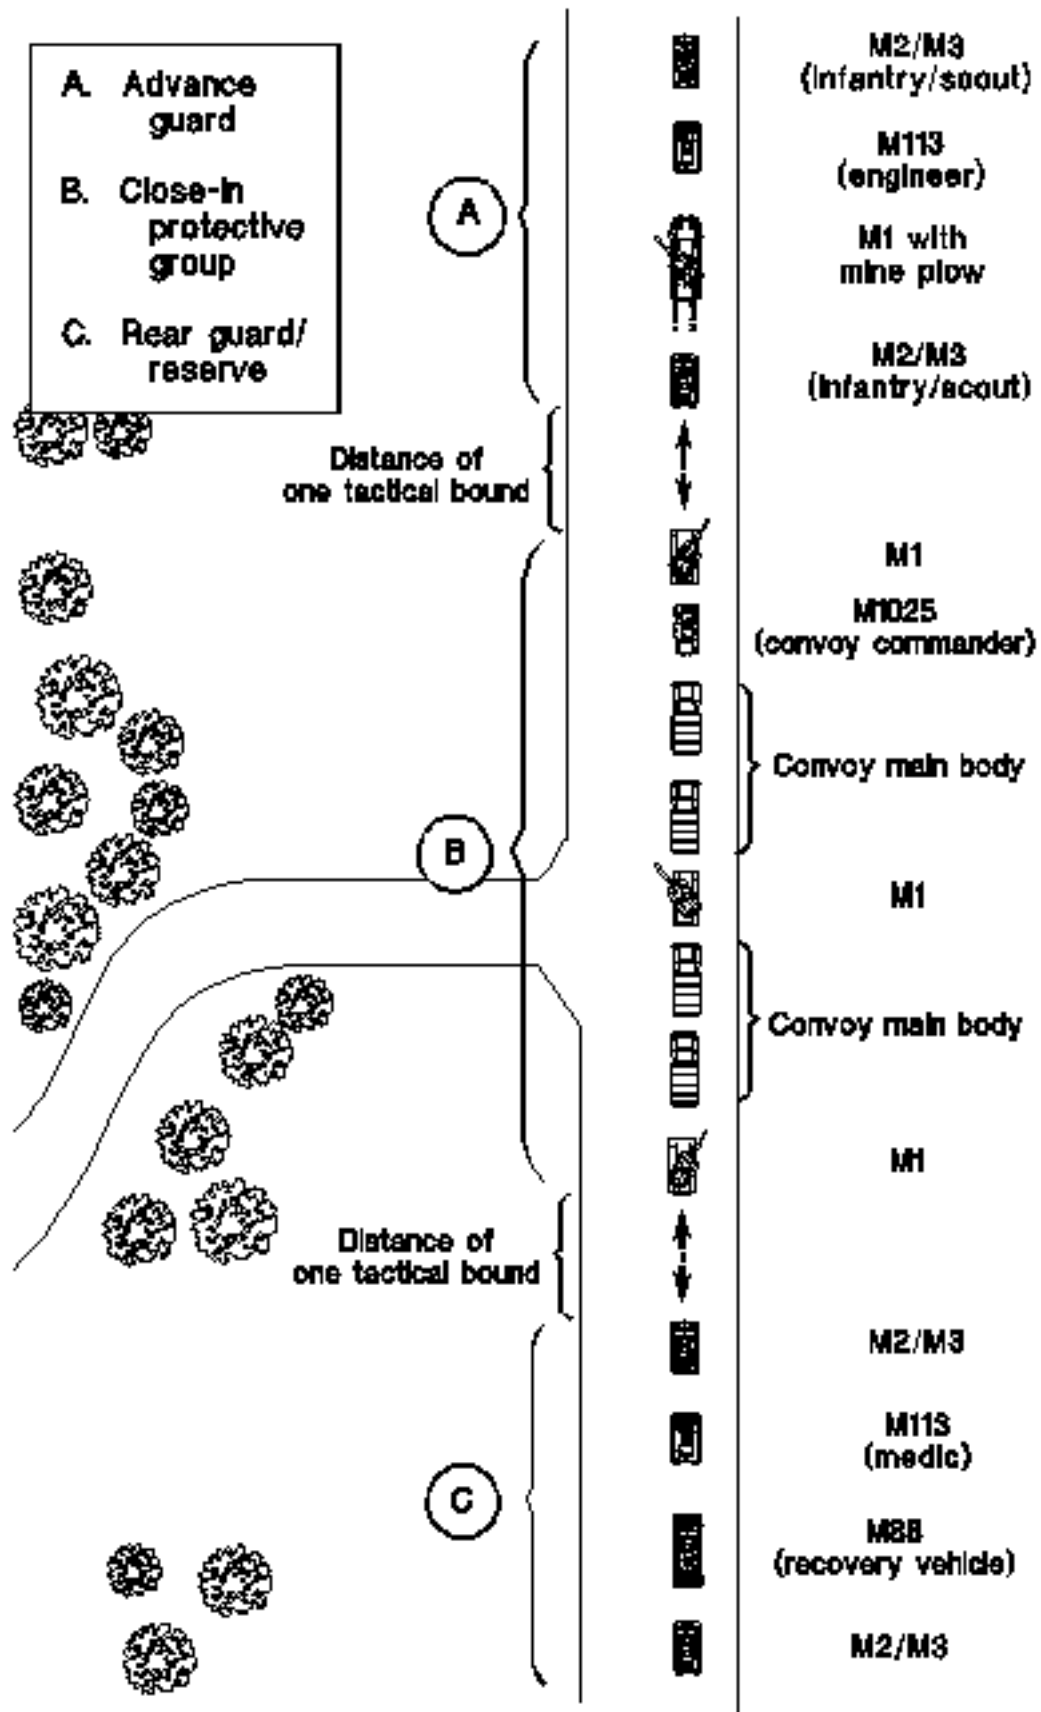 A. Advance
guard
B. Close-in
protective
group
C. Rear guard/
reserve
M2/M3
(infantry/scout)
M113
(engineer)
A
M1 with
mine plow
M2/M3
(infantry/scout)
Distance of
one tactical bound
M1
M1025
(convoy commander)
Convoy main body
B
M1
Convoy main body
M1
Distance of
one tactical bound
M2/M3
M113
(medic)
C
M88
(recovery vehicle)
M2/M3